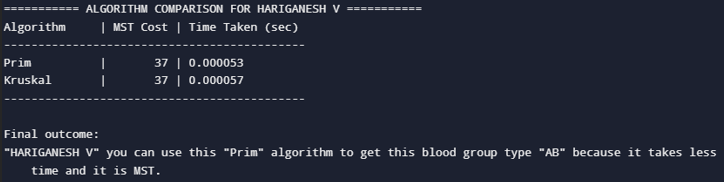 =========== ALGORITHM COMPARISON FOR HARIGANESH V ===========
Algorithm     | MST Cost | Time Taken (sec)
--------------------------------------------
Prim          |       37 | 0.000053
Kruskal       |       37 | 0.000057
--------------------------------------------
Final outcome:
"HARIGANESH V" you can use this "Prim" algorithm to get this blood group type "AB" because it takes less
    time and it is MST.